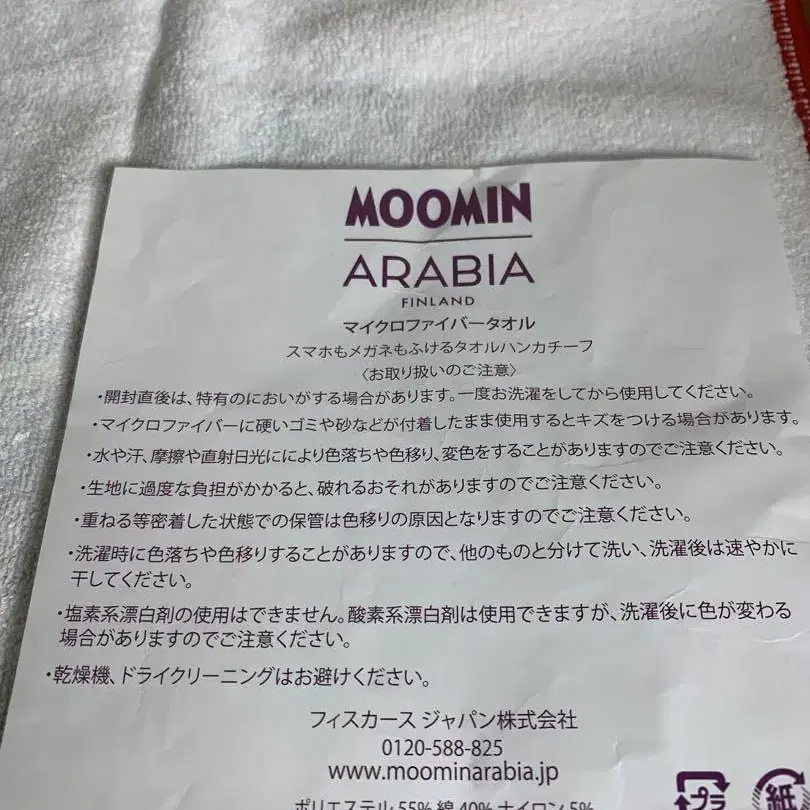 MOOMIN
ARABIA
FINLAND
マイクロファイバータオル
スマホもメガネもふけるタオルハンカチーフ
〈お取り扱いのご注意〉
・開封直後は、特有のにおいがする場合があります。一度お洗濯をしてから使用してください。
・マイクロファイバーに硬いゴミや砂などが付着したまま使用するとキズをつける場合があります。
・水や汗、摩擦や直射日光にによ​り色落ちや色移り、変色をすることがありますのでご注意ください。
・生地に過度な負担がかかると、破れるおそれがありますのでご注意ください。
・重ねる等密着した状態での保管は色移りの原因となりますのでご注意ください。
・洗濯時に色落ちや色移りすることがありますので、他のものと分けて洗い、洗濯後は速やかに
干してください。
・塩素系漂白剤の使用はできません。酸素系漂白剤は使用できますが、洗濯後に色が変わる
場合がありますのでご注意ください。
・乾燥機、ドライクリーニングはお避けください。
フィスカース ジャパン株式会社
0120-588-825
www.moominarabia.jp
ポリエステル 55% 綿 40% ナイロン 5%
プラ
紙